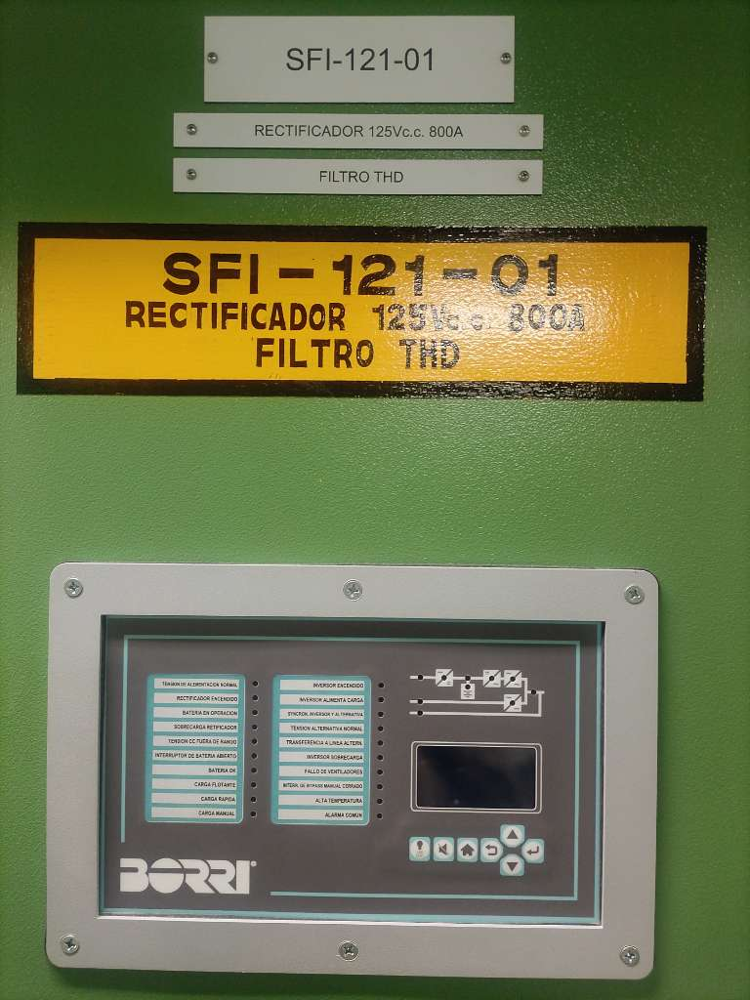 SFI-121-01
RECTIFICADOR 125Vc.c. 800A
FILTRO THD
SFI-121-01
RECTIFICADOR 125Vc.c. 800A
FILTRO THD
TENSION DE ALIMENTACION NORMAL
RECTIFICADOR ENCENDIDO
BATERIA EN OPERACION
SOBRECARGA RETIFICADOR
TENSION CC FUERA DE RANGO
INTERRUPTOR DE BATERIA ABIERTO
BATERIA OK
CARGA FLOTANTE
CARGA RAPIDA
CARGA MANUAL
INVERSOR ENCENDIDO
INVERSOR ALIMENTA CARGA
SYNCRON. INVERSOR Y ALTERNATIVA
TENSION ALTERNATIVA NORMAL
TRANSFERENCIA A LINEA ALTERN.
INVERSOR SOBRECARGA
FALLO DE VENTILADORES
INTERR. DE BYPASS MANUAL CERRADO
ALTA TEMPERATURA
ALARMA COMÚN
BORRI®